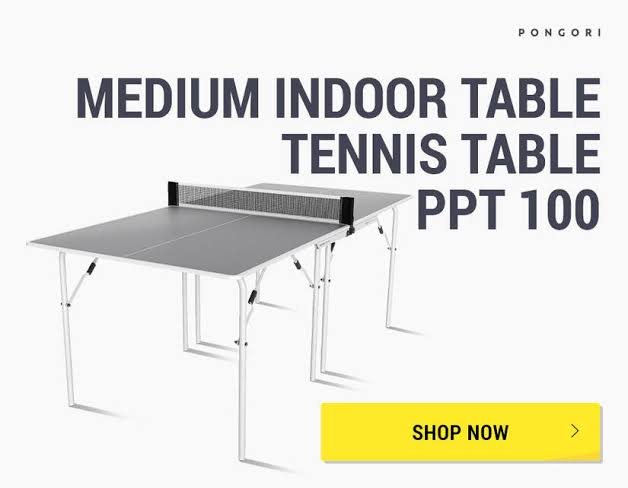 PONGORI
MEDIUM INDOOR TABLE
TENNIS TABLE
PPT 100
SHOP NOW